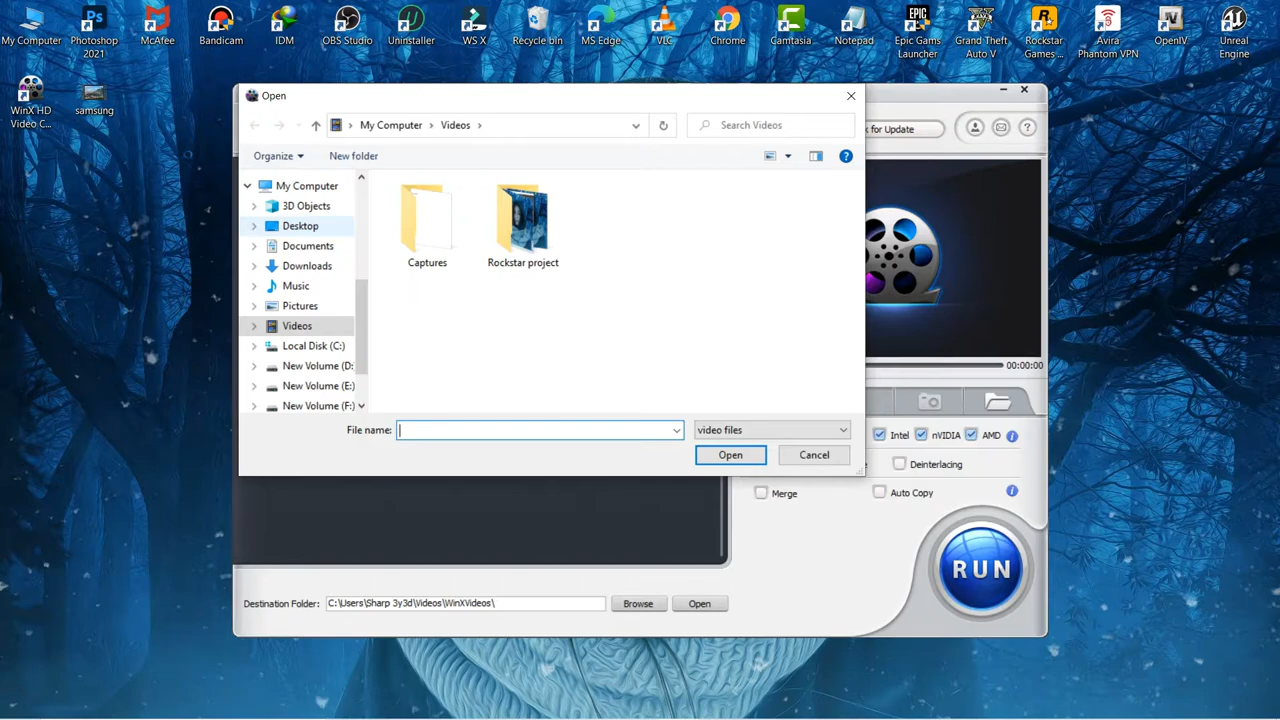 My Computer
Photoshop
2021
McAfee
Bandicam
IDM
OBS Studio
Uninstaller
WS X
Recycle bin
MS Edge
VLC
Chrome
Camtasia
Notepad
Epic Gams
Launcher
Grand Theft
Auto V
Rockstar
Games ...
Avira
Phantom VPN
OpenIV
Unreal
Engine
WinX HD
Video C...
samsung
Open
My Computer
Videos
Search Videos
k for Update
Organize
New folder
My Computer
3D Objects
Desktop
Documents
Downloads
Music
Pictures
Videos
Local Disk (C:)
New Volume (D:
New Volume (E:)
New Volume (F:)
Captures
Rockstar project
00:00:00
File name:
video files
Open
Cancel
Intel
nVIDIA
AMD
Deinterlacing
Merge
Auto Copy
RUN
Destination Folder:
C:\Users\Sharp 3y3d\Videos\WinXVideos\
Browse
Open